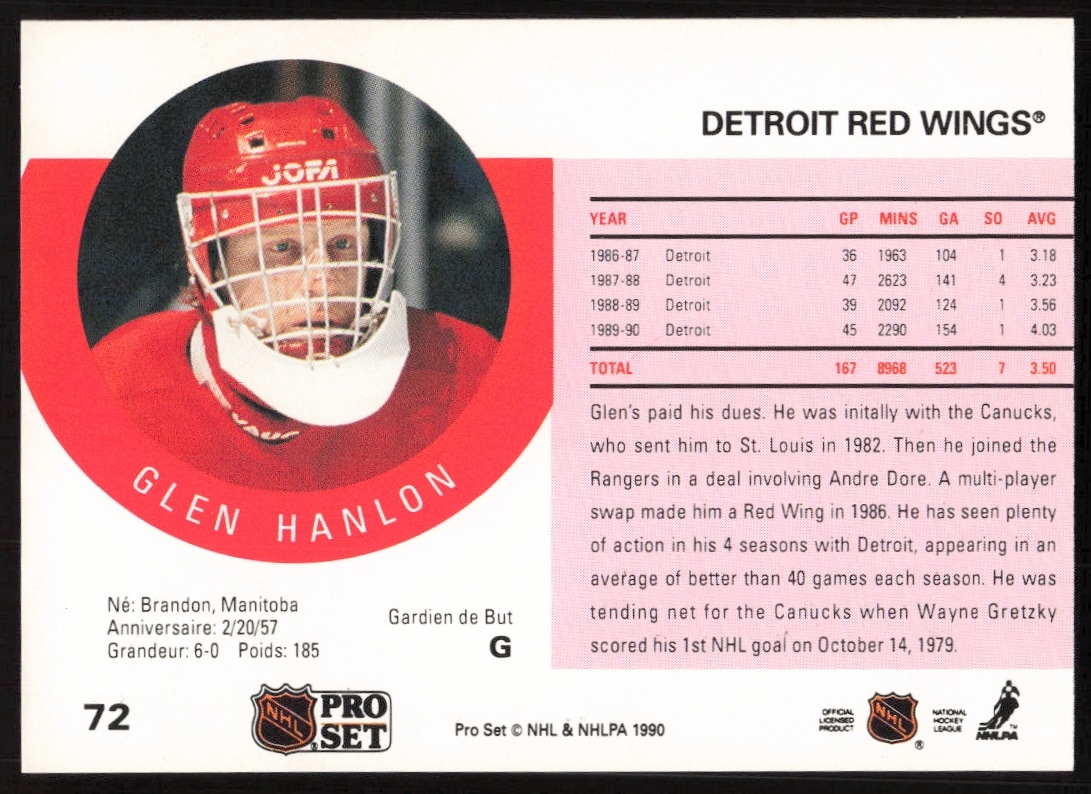 DETROIT RED WINGS®
JOFA
GLEN HANLON
YEAR GP MINS GA SO AVG
1986-87 Detroit 36 1963 104 1 3.18
1987-88 Detroit 47 2623 141 4 3.23
1988-89 Detroit 39 2092 124 1 3.56
1989-90 Detroit 45 2290 154 1 4.03
TOTAL 167 8968 523 7 3.50
Glen's paid his dues. He was initally with the Canucks,
who sent him to St. Louis in 1982. Then he joined the
Rangers in a deal involving Andre Dore. A multi-player
swap made him a Red Wing in 1986. He has seen plenty
of action in his 4 seasons with Detroit, appearing in an
average of better than 40 games each season. He was
tending net for the Canucks when Wayne Gretzky
scored his 1st NHL goal on October 14, 1979.
Né: Brandon, Manitoba
Anniversaire: 2/20/57
Grandeur: 6-0 Poids: 185
Gardien de But
G
72
NHL
®
PRO
SET
Pro Set © NHL & NHLPA 1990
OFFICIAL
LICENSED
PRODUCT
NHL
®
NATIONAL
HOCKEY
LEAGUE
™
NHLPA